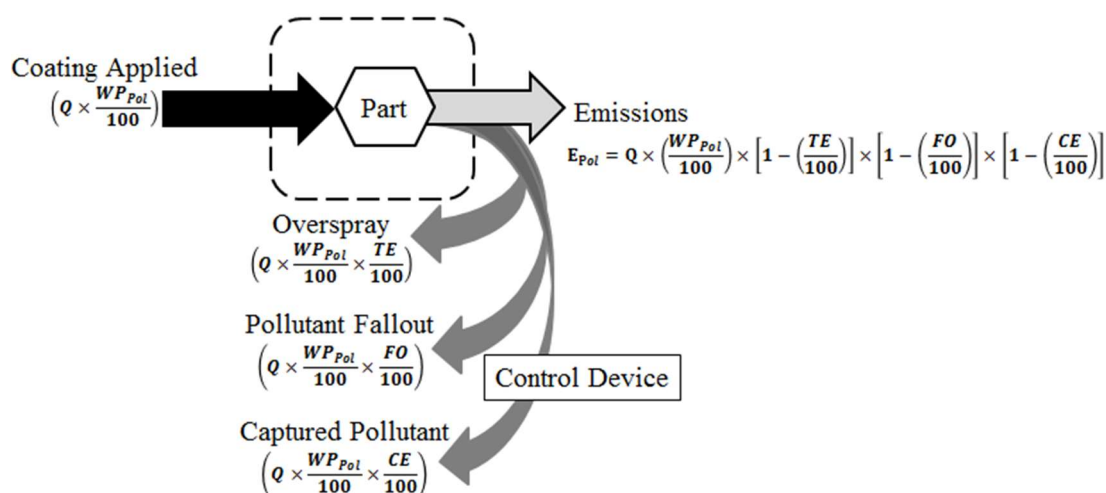 Coating Applied
(Q × WP_Pol/100)
Part
Emissions
E_Pol = Q × (WP_Pol/100) × [1 − (TE/100)] × [1 − (FO/100)] × [1 − (CE/100)]
Overspray
(Q × WP_Pol/100 × TE/100)
Pollutant Fallout
(Q × WP_Pol/100 × FO/100)
Control Device
Captured Pollutant
(Q × WP_Pol/100 × CE/100)